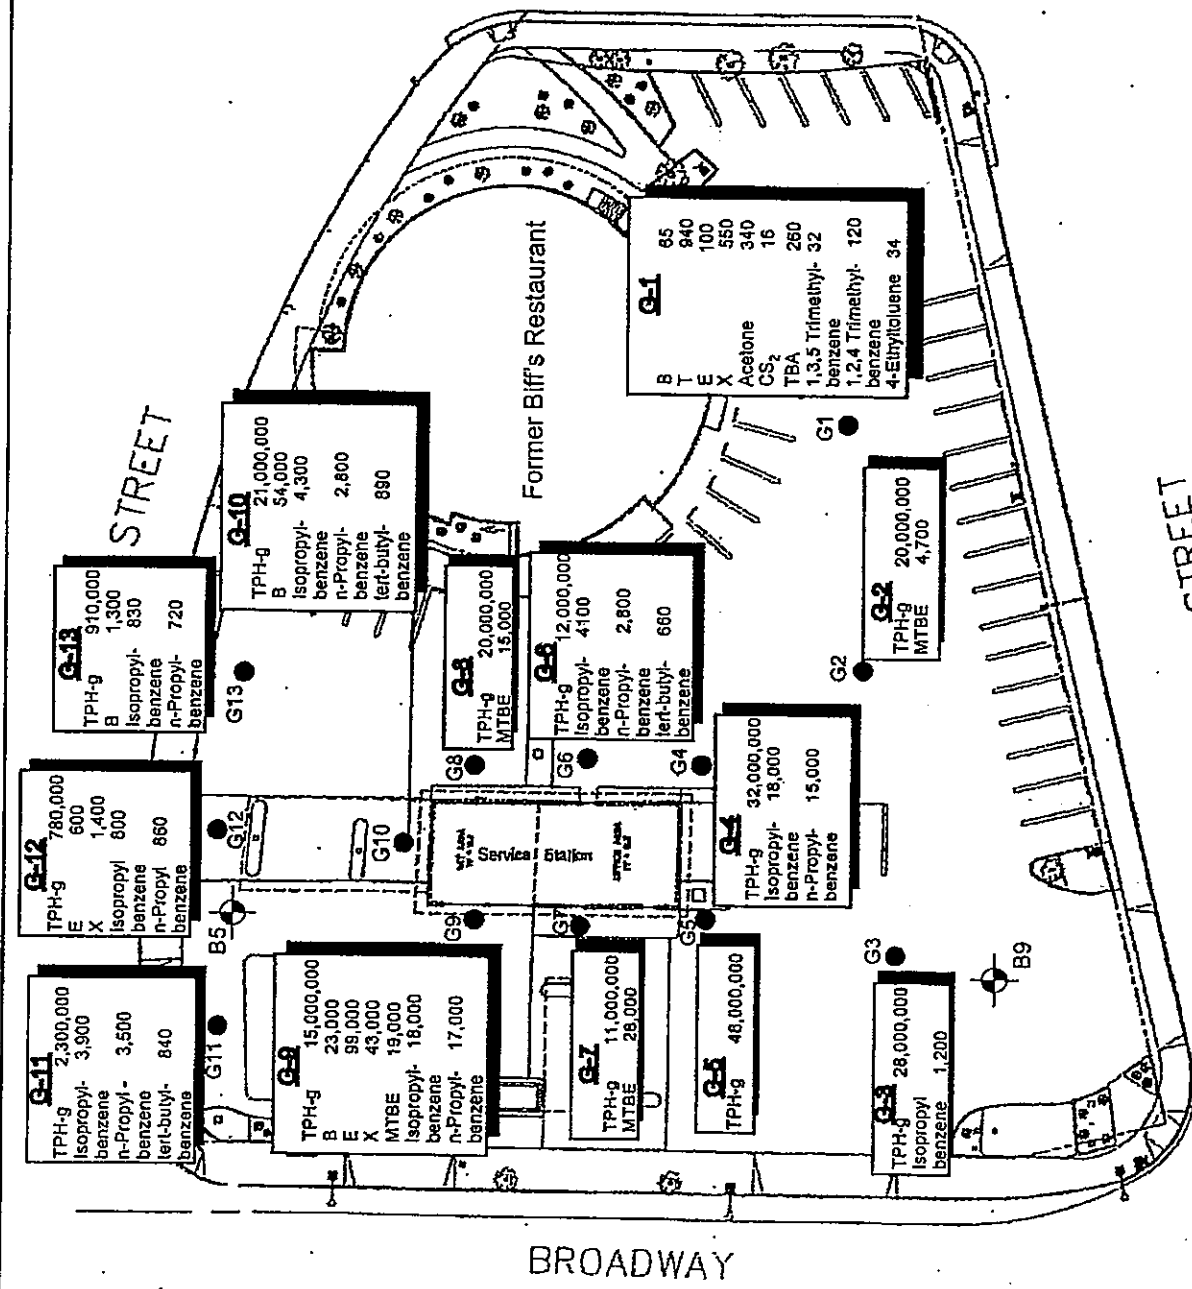 STREET
G-13
TPH-g 910,000
B 1,300
Isopropyl- 830
benzene
n-Propyl- 720
benzene
G13
G-12
TPH-g 780,000
E 600
X 1,400
Isopropyl 800
benzene
n-Propyl 860
benzene
G12
B5
G-11
TPH-g 2,300,000
Isopropyl- 3,900
benzene
n-Propyl - 3,500
benzene
tert-butyl- 840
benzene
G11
G-10
TPH-g 21,000,000
B 54,000
Isopropyl- 4,300
benzene
n-Propyl- 2,800
benzene
tert-butyl- 890
benzene
G10
G-9
TPH-g 15,000,000
B 23,000
E 99,000
X 43,000
MTBE 19,000
Isopropyl- 18,000
benzene
n-Propyl- 17,000
benzene
G9
G-8
TPH-g 20,000,000
MTBE 15,000
G8
G-6
TPH-g 12,000,000
Isopropyl- 4100
benzene
n-Propyl- 2,800
benzene
tert-butyl- 660
benzene
G6
Service Station
G-7
TPH-g 11,000,000
MTBE 28,000
G7
G-5
TPH-g 48,000,000
G5
G4
G-4
TPH-g 32,000,000
Isopropyl- 18,000
benzene
n-Propyl- 15,000
benzene
Former Biff's Restaurant
G-1
B 65
T 940
E 100
X 550
Acetone 340
CS₂ 16
TBA 260
1,3,5 Trimethyl- 32
benzene
1,2,4 Trimethyl- 120
benzene
4-Ethyltoluene 34
G1
G-2
TPH-g 20,000,000
MTBE 4,700
G2
G3
G-3
TPH-g 28,000,000
Isopropyl 1,200
benzene
B9
BROADWAY
STREET